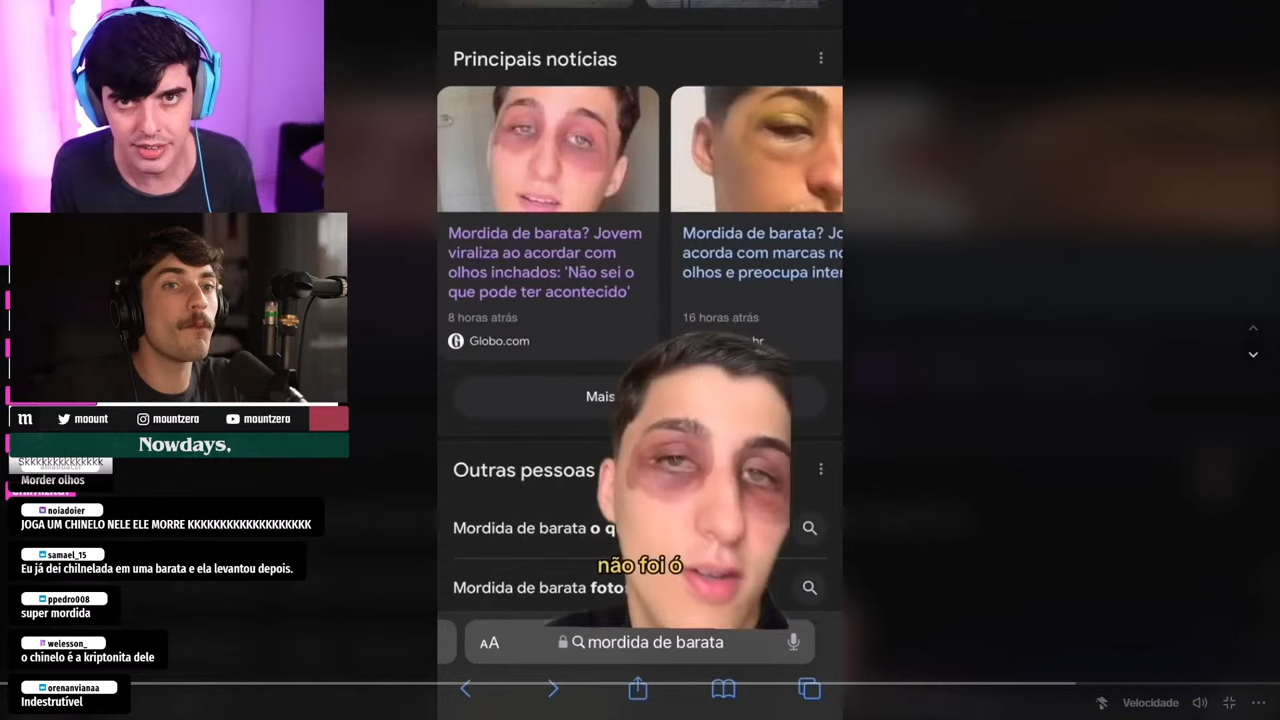 Principais notícias
Mordida de barata? Jovem
viraliza ao acordar com
olhos inchados: 'Não sei o
que pode ter acontecido'
8 horas atrás
Globo.com
Mordida de barata? Jo
acorda com marcas no
olhos e preocupa inter
16 horas atrás
br
Mais
Outras pessoas
Mordida de barata o q
Mordida de barata foto
não foi ó
AA
mordida de barata
m
moount
mountzera
mountzera
Nowdays,
Skkkkkkkkkkkkk
Morder olhos
noiadoier
JOGA UM CHINELO NELE ELE MORRE KKKKKKKKKKKKKKKKKKK
samael_15
Eu já dei chilnelada em uma barata e ela levantou depois.
ppedro008
super mordida
welesson_
o chinelo é a kriptonita dele
orenanvianaa
Indestrutível
Velocidade